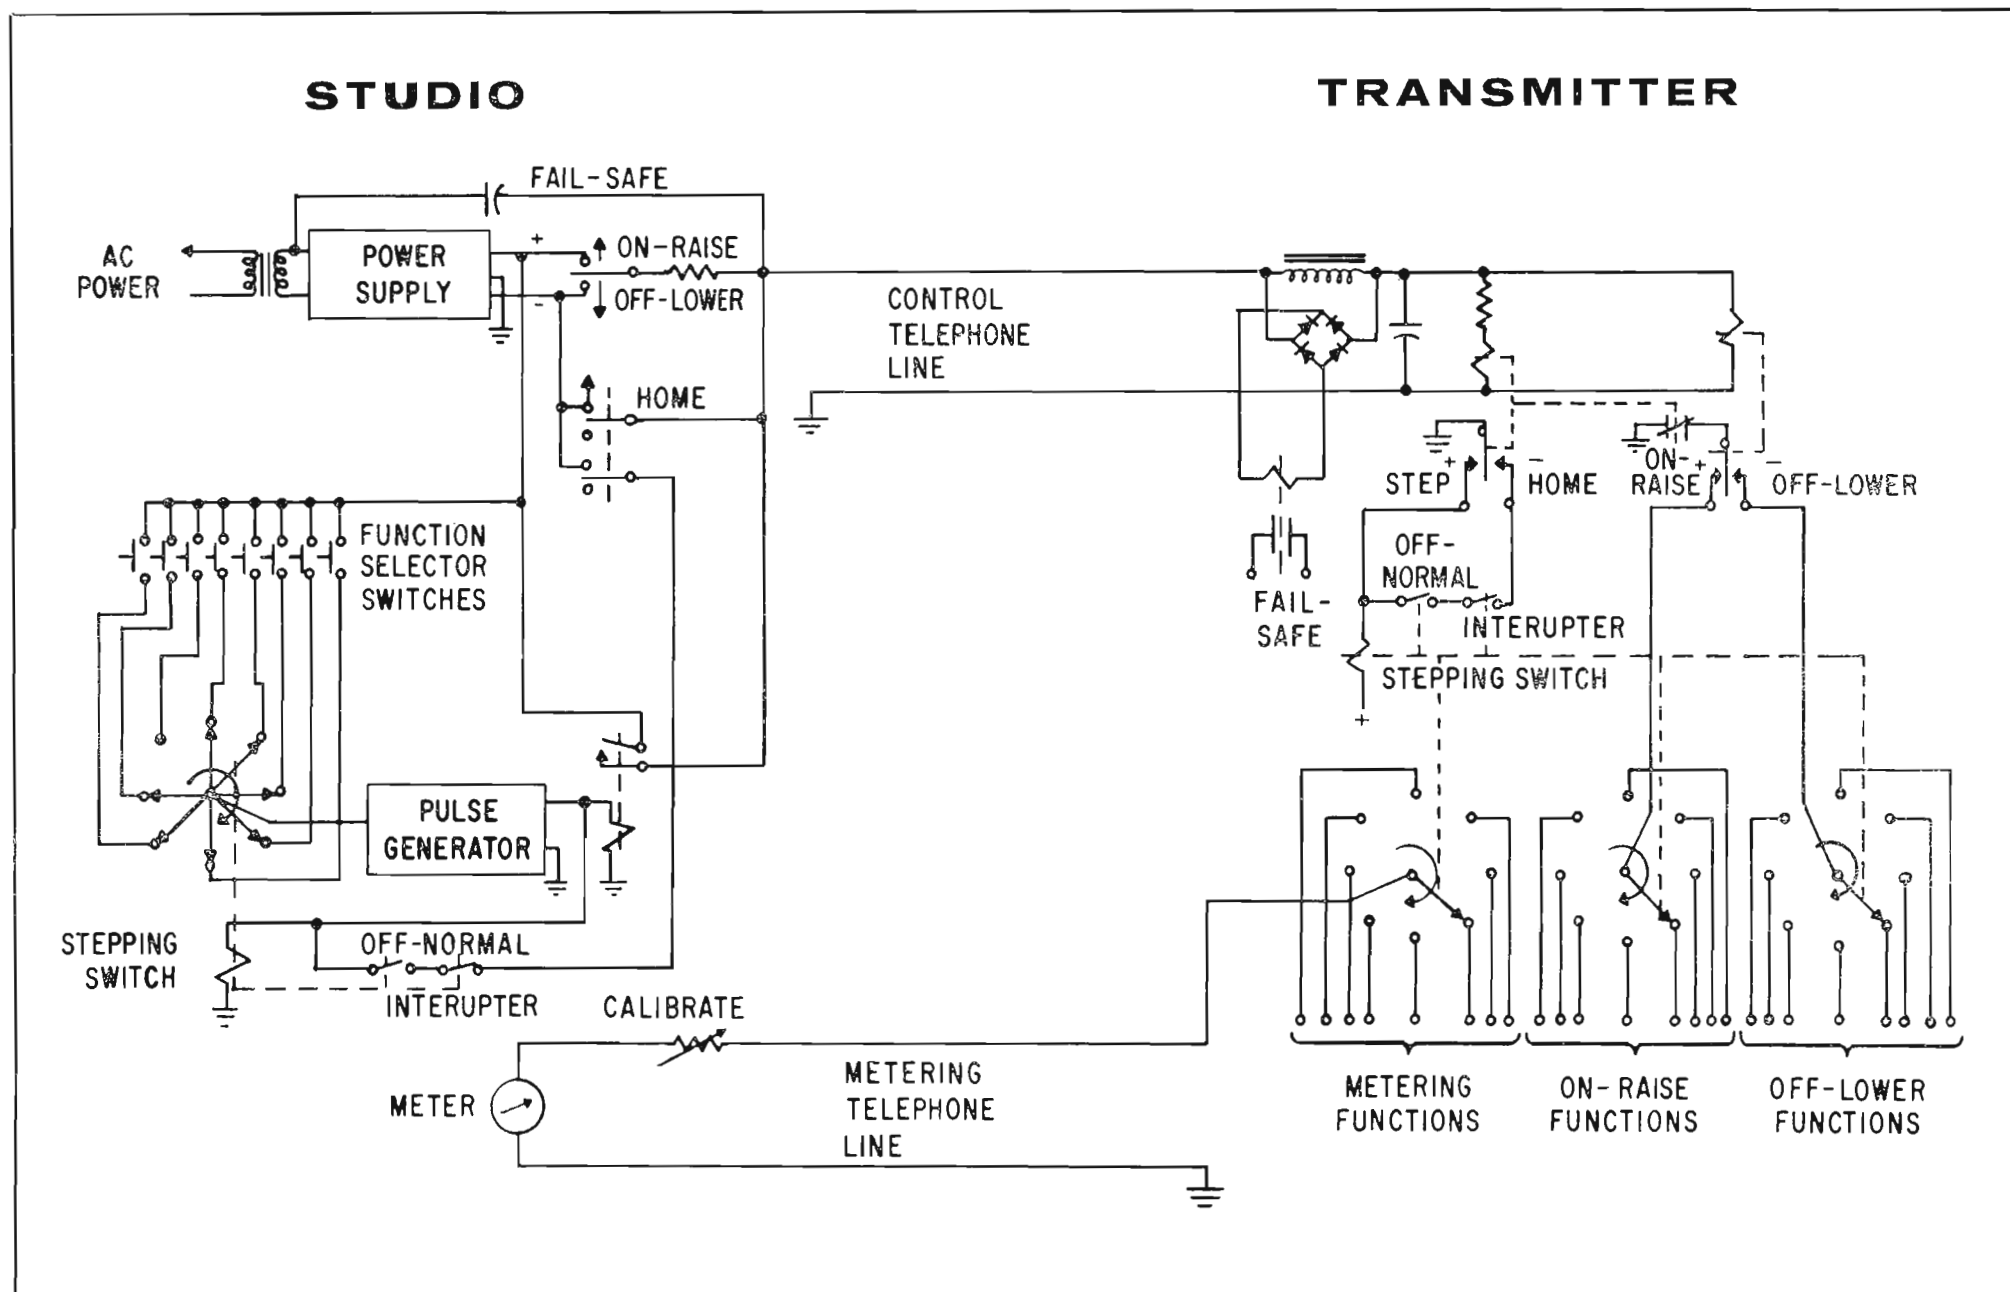 STUDIO
TRANSMITTER
FAIL-SAFE
AC
POWER
POWER
SUPPLY
+
-
ON-RAISE
OFF-LOWER
HOME
CONTROL
TELEPHONE
LINE
FUNCTION
SELECTOR
SWITCHES
PULSE
GENERATOR
STEPPING
SWITCH
OFF-NORMAL
INTERUPTER
CALIBRATE
METER
METERING
TELEPHONE
LINE
STEP
+
-
HOME
ON-
RAISE
+
-
OFF-LOWER
OFF-
NORMAL
FAIL-
SAFE
INTERUPTER
STEPPING SWITCH
+
METERING
FUNCTIONS
ON-RAISE
FUNCTIONS
OFF-LOWER
FUNCTIONS